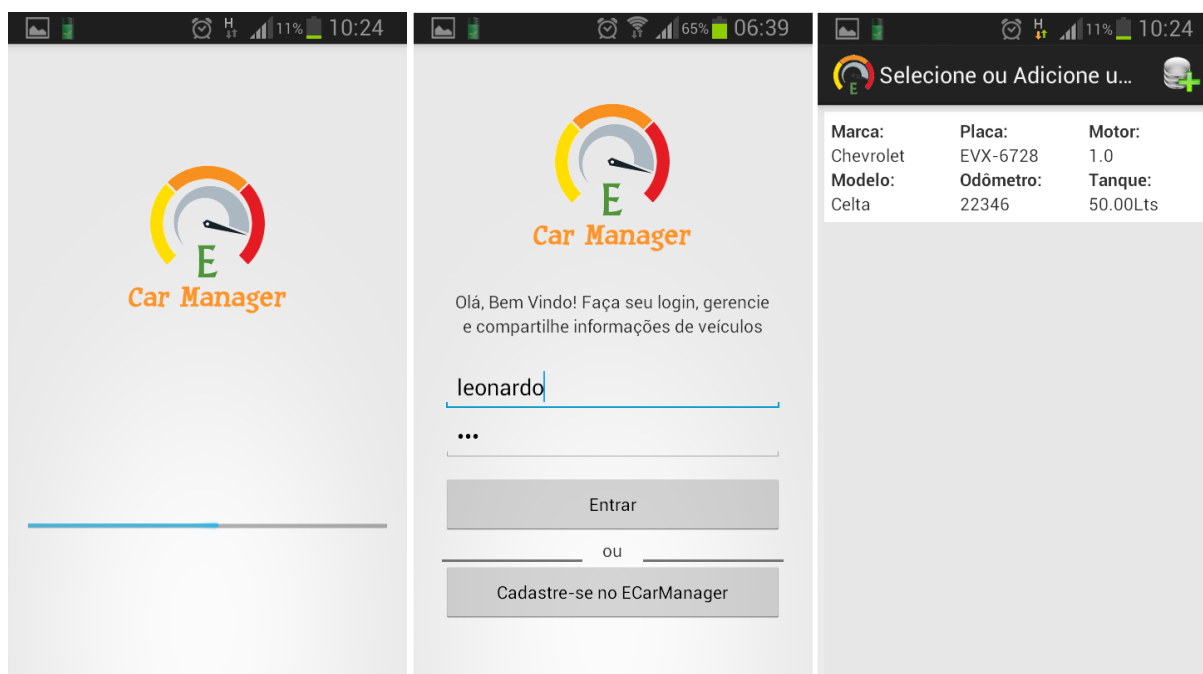 H 11% 10:24
E
Car Manager
65% 06:39
E
Car Manager
Olá, Bem Vindo! Faça seu login, gerencie
e compartilhe informações de veículos
leonardo
•••
Entrar
ou
Cadastre-se no ECarManager
H 11% 10:24
E Selecione ou Adicione u...
Marca: Placa: Motor:
Chevrolet EVX-6728 1.0
Modelo: Odômetro: Tanque:
Celta 22346 50.00Lts